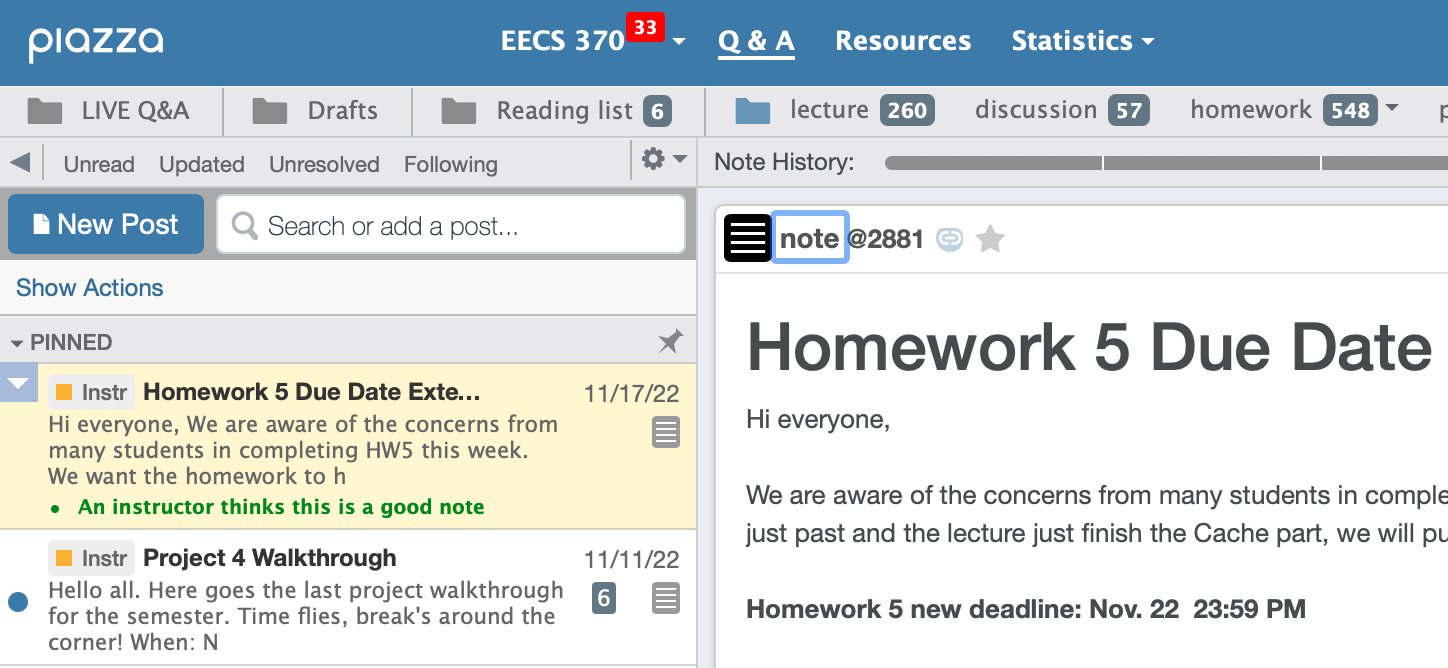 piazza
EECS 370 33 Q & A Resources Statistics
LIVE Q&A Drafts Reading list 6 lecture 260 discussion 57 homework 548
Unread Updated Unresolved Following
Note History:
New Post Search or add a post...
note @2881
Show Actions
PINNED
Instr Homework 5 Due Date Exte... 11/17/22
Hi everyone, We are aware of the concerns from
many students in completing HW5 this week.
We want the homework to h
• An instructor thinks this is a good note
Instr Project 4 Walkthrough 11/11/22
Hello all. Here goes the last project walkthrough
for the semester. Time flies, break's around the
corner! When: N
6
Homework 5 Due Date
Hi everyone,
We are aware of the concerns from many students in comple
just past and the lecture just finish the Cache part, we will pu
Homework 5 new deadline: Nov. 22 23:59 PM